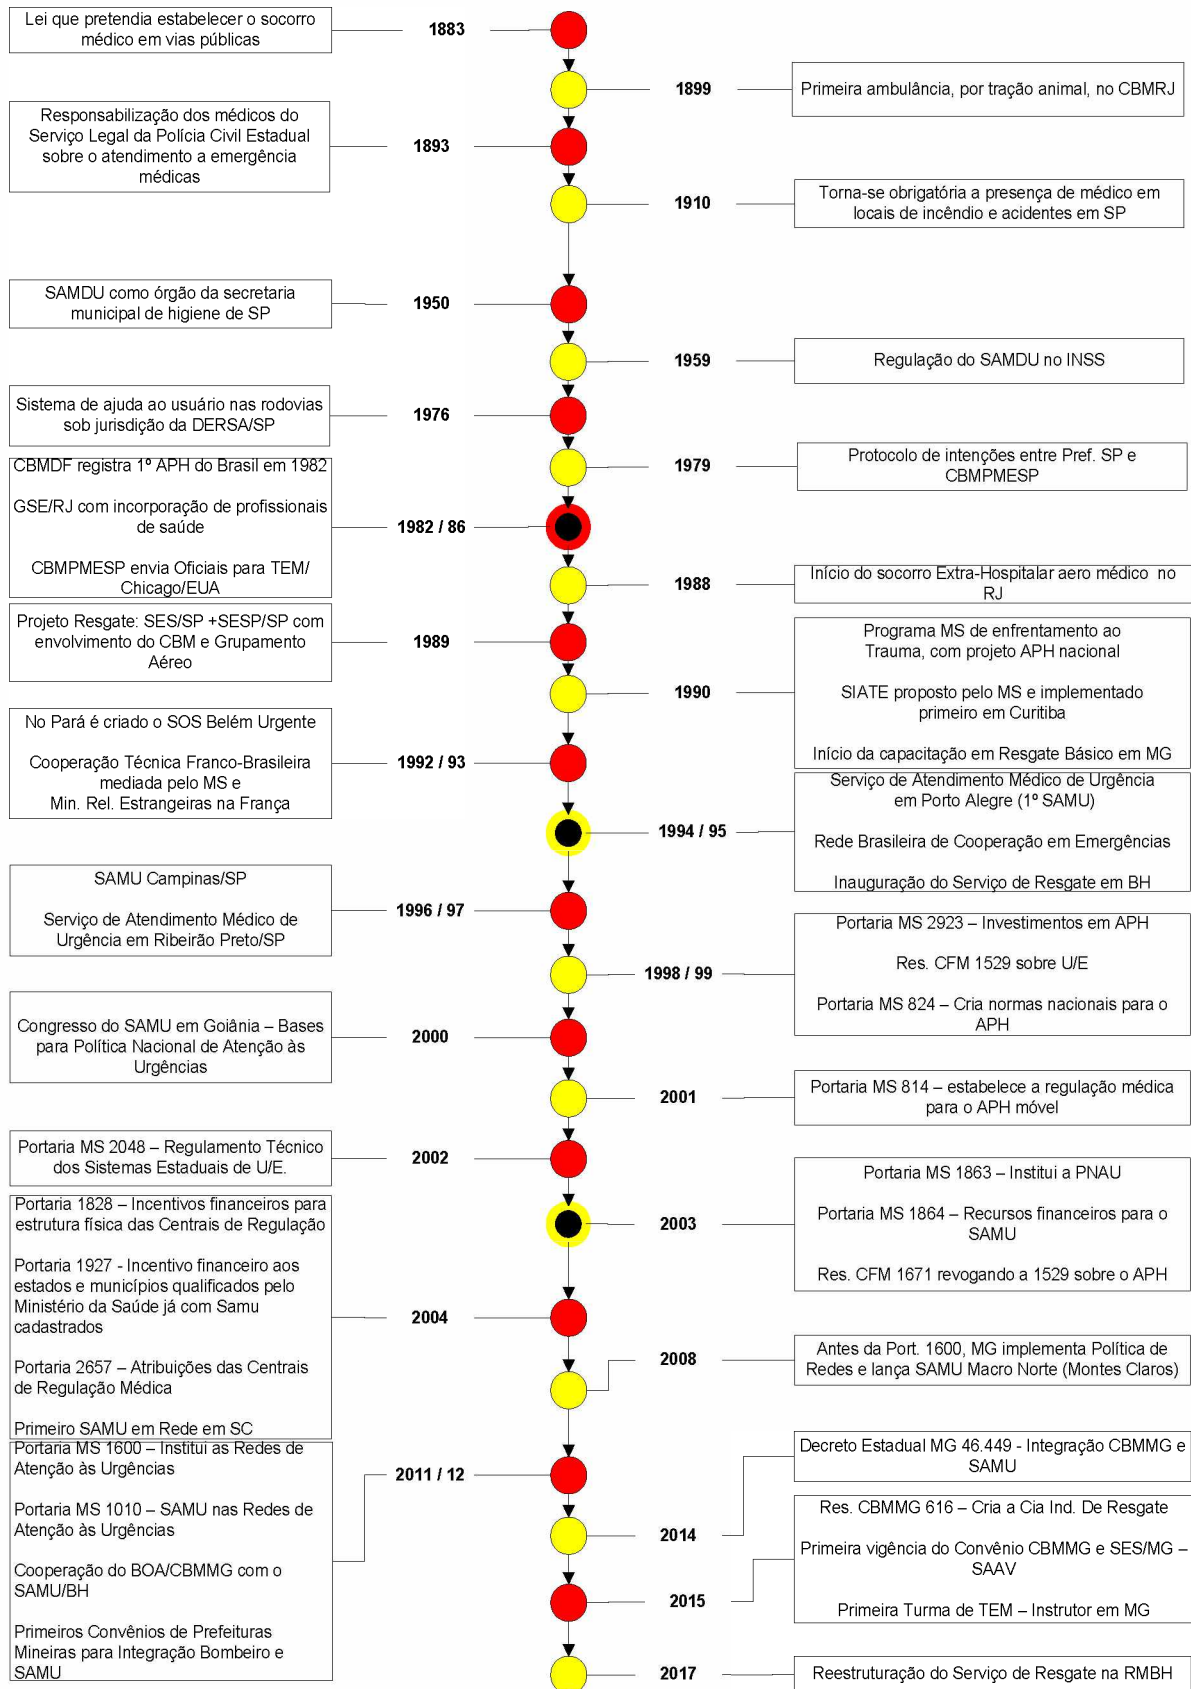 Lei que pretendia estabelecer o socorro
médico em vias públicas
1883
1899
Primeira ambulância, por tração animal, no CBMRJ
Responsabilização dos médicos do
Serviço Legal da Polícia Civil Estadual
sobre o atendimento a emergência
médicas
1893
1910
Torna-se obrigatória a presença de médico em
locais de incêndio e acidentes em SP
SAMDU como órgão da secretaria
municipal de higiene de SP
1950
1959
Regulação do SAMDU no INSS
Sistema de ajuda ao usuário nas rodovias
sob jurisdição da DERSA/SP
1976
1979
Protocolo de intenções entre Pref. SP e
CBMPMESP
CBMDF registra 1º APH do Brasil em 1982
GSE/RJ com incorporação de profissionais
de saúde
CBMPMESP envia Oficiais para TEM/
Chicago/EUA
1982 / 86
1988
Início do socorro Extra-Hospitalar aero médico no
RJ
Projeto Resgate: SES/SP +SESP/SP com
envolvimento do CBM e Grupamento
Aéreo
1989
1990
Programa MS de enfrentamento ao
Trauma, com projeto APH nacional
SIATE proposto pelo MS e implementado
primeiro em Curitiba
Início da capacitação em Resgate Básico em MG
No Pará é criado o SOS Belém Urgente
Cooperação Técnica Franco-Brasileira
mediada pelo MS e
Min. Rel. Estrangeiras na França
1992 / 93
1994 / 95
Serviço de Atendimento Médico de Urgência
em Porto Alegre (1º SAMU)
Rede Brasileira de Cooperação em Emergências
Inauguração do Serviço de Resgate em BH
SAMU Campinas/SP
Serviço de Atendimento Médico de
Urgência em Ribeirão Preto/SP
1996 / 97
1998 / 99
Portaria MS 2923 – Investimentos em APH
Res. CFM 1529 sobre U/E
Portaria MS 824 – Cria normas nacionais para o
APH
Congresso do SAMU em Goiânia – Bases
para Política Nacional de Atenção às
Urgências
2000
2001
Portaria MS 814 – estabelece a regulação médica
para o APH móvel
Portaria MS 2048 – Regulamento Técnico
dos Sistemas Estaduais de U/E.
2002
2003
Portaria MS 1863 – Institui a PNAU
Portaria MS 1864 – Recursos financeiros para o
SAMU
Res. CFM 1671 revogando a 1529 sobre o APH
Portaria 1828 – Incentivos financeiros para
estrutura física das Centrais de Regulação
Portaria 1927 - Incentivo financeiro aos
estados e municípios qualificados pelo
Ministério da Saúde já com Samu
cadastrados
Portaria 2657 – Atribuições das Centrais
de Regulação Médica
Primeiro SAMU em Rede em SC
2004
2008
Antes da Port. 1600, MG implementa Política de
Redes e lança SAMU Macro Norte (Montes Claros)
Portaria MS 1600 – Institui as Redes de
Atenção às Urgências
Portaria MS 1010 – SAMU nas Redes de
Atenção às Urgências
Cooperação do BOA/CBMMG com o
SAMU/BH
Primeiros Convênios de Prefeituras
Mineiras para Integração Bombeiro e
SAMU
2011 / 12
2014
Decreto Estadual MG 46.449 - Integração CBMMG e
SAMU
2015
Res. CBMMG 616 – Cria a Cia Ind. De Resgate
Primeira vigência do Convênio CBMMG e SES/MG –
SAAV
Primeira Turma de TEM – Instrutor em MG
2017
Reestruturação do Serviço de Resgate na RMBH